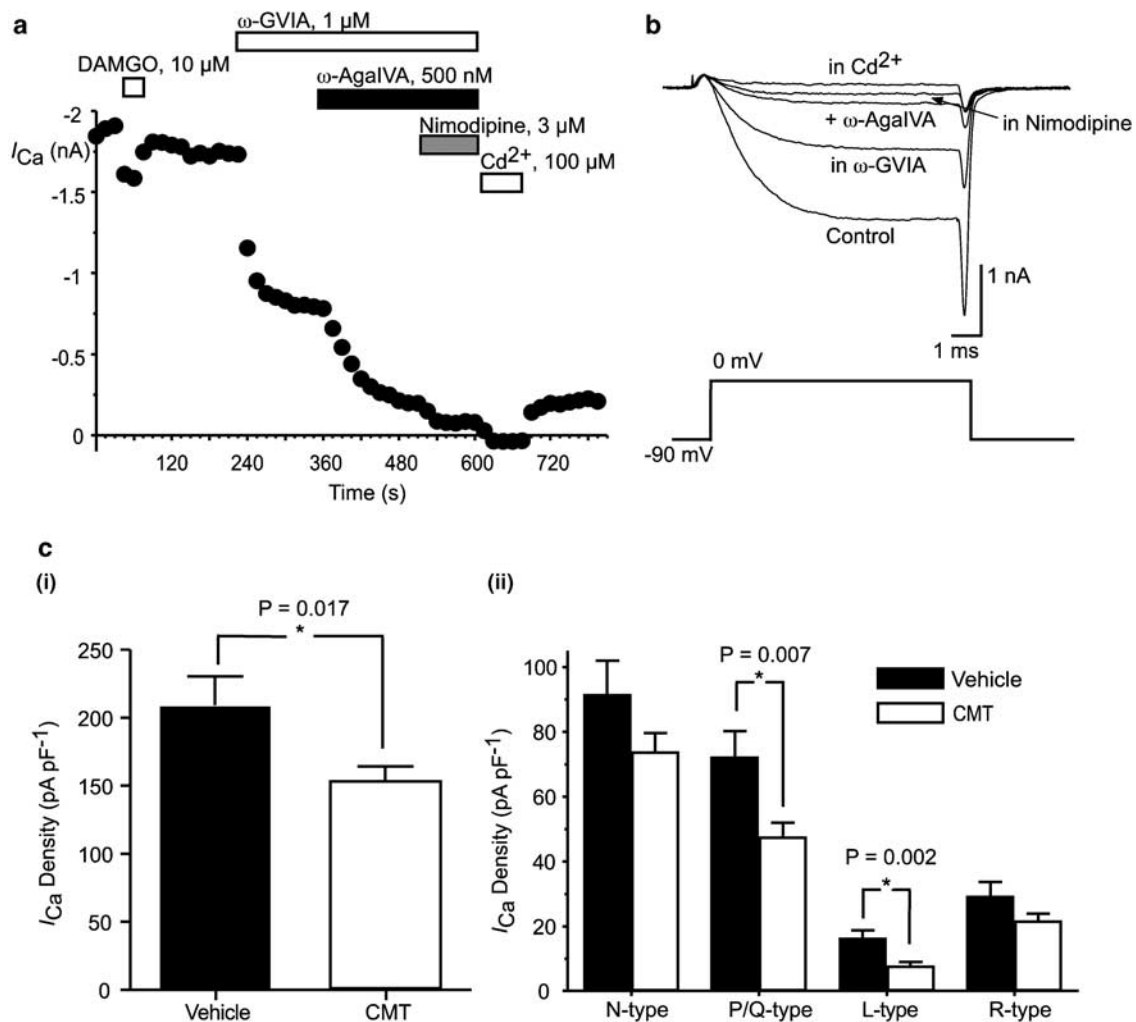 a
ω-GVIA, 1 µM
DAMGO, 10 µM
ω-AgaIVA, 500 nM
Nimodipine, 3 µM
Cd2+, 100 µM
-2
ICa
(nA)
-1.5
-1
-0.5
0
120 240 360 480 600 720
Time (s)
b
in Cd2+
+ ω-AgaIVA
in Nimodipine
in ω-GVIA
Control
1 nA
1 ms
0 mV
-90 mV
c
(i)
P = 0.017
*
250
200
150
100
50
0
ICa Density (pA pF-1)
Vehicle CMT
(ii)
P = 0.007
*
P = 0.002
*
Vehicle
CMT
100
80
60
40
20
0
ICa Density (pA pF-1)
N-type P/Q-type L-type R-type